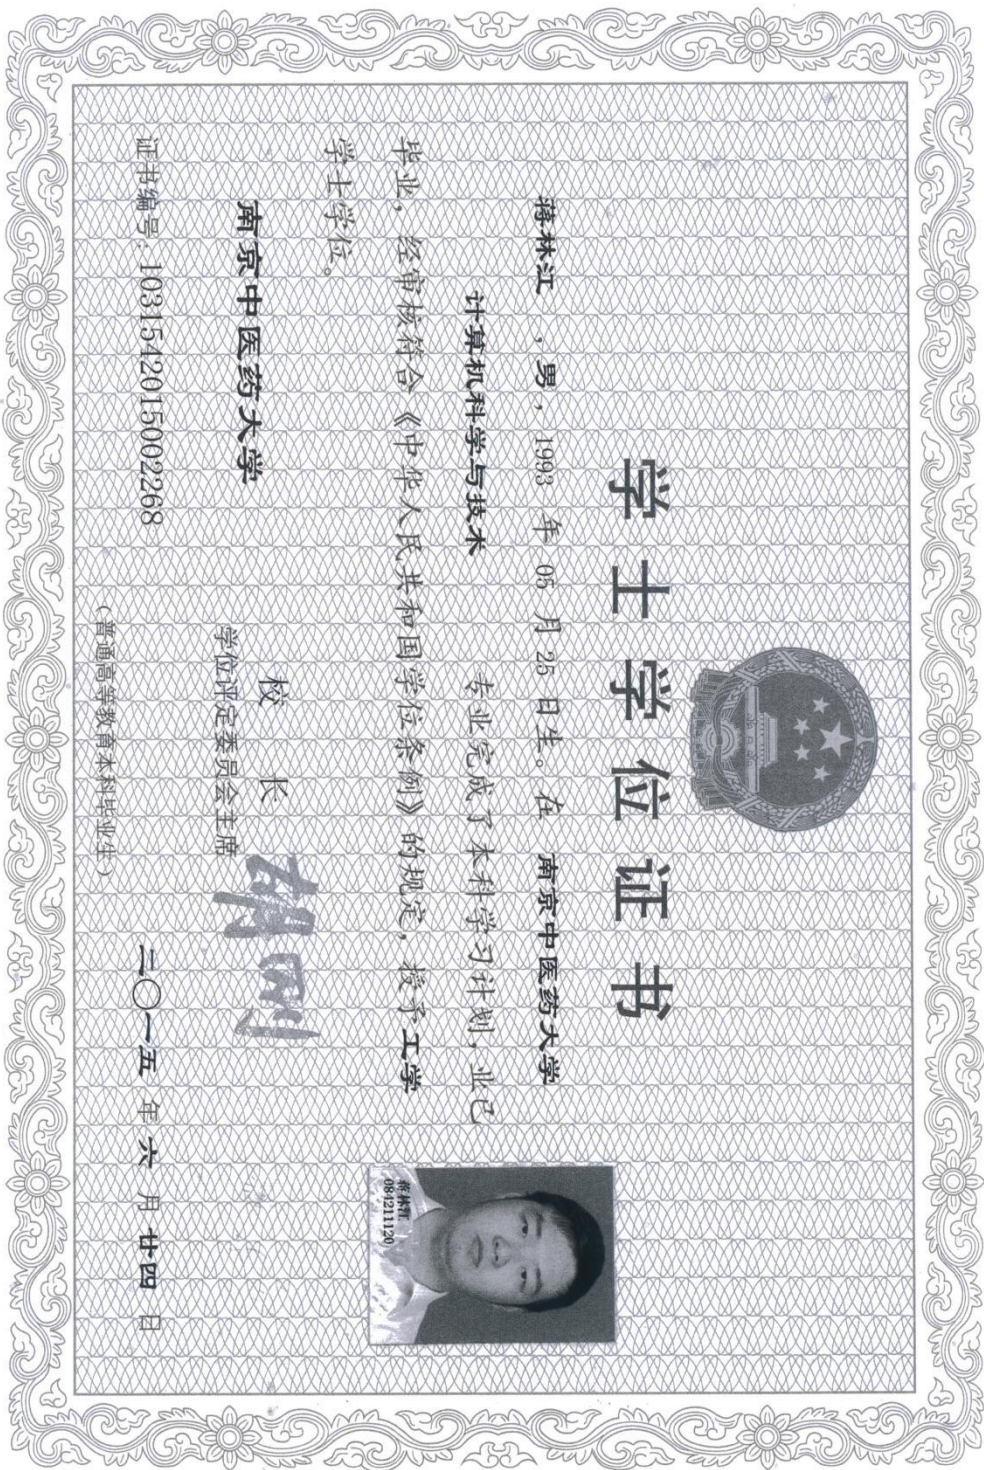 学士学位证书
蒋林江，男，1993 年 05 月 25 日生。在 南京中医药大学
计算机科学与技术 专业完成了本科学习计划，业已
毕业，经审核符合《中华人民共和国学位条例》的规定，授予工学
学士学位。
蒋林江
084211120
南京中医药大学
校 长
学位评定委员会主席
胡刚
证书编号：1031542015002268
二〇一五 年 六 月 廿四 日
（普通高等教育本科毕业生）